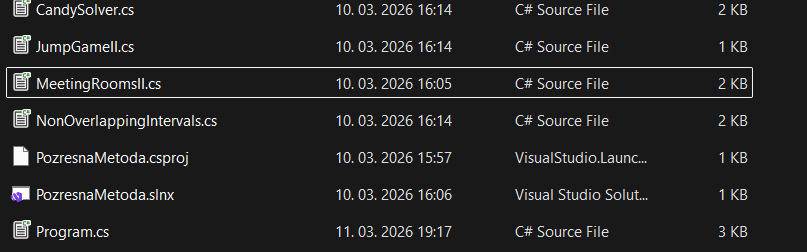 CandySolver.cs 10. 03. 2026 16:14 C# Source File 2 KB
JumpGameII.cs 10. 03. 2026 16:14 C# Source File 1 KB
MeetingRoomsII.cs 10. 03. 2026 16:05 C# Source File 2 KB
NonOverlappingIntervals.cs 10. 03. 2026 16:14 C# Source File 2 KB
PozresnaMetoda.csproj 10. 03. 2026 15:57 VisualStudio.Launc... 1 KB
PozresnaMetoda.slnx 10. 03. 2026 16:06 Visual Studio Solut... 1 KB
Program.cs 11. 03. 2026 19:17 C# Source File 3 KB